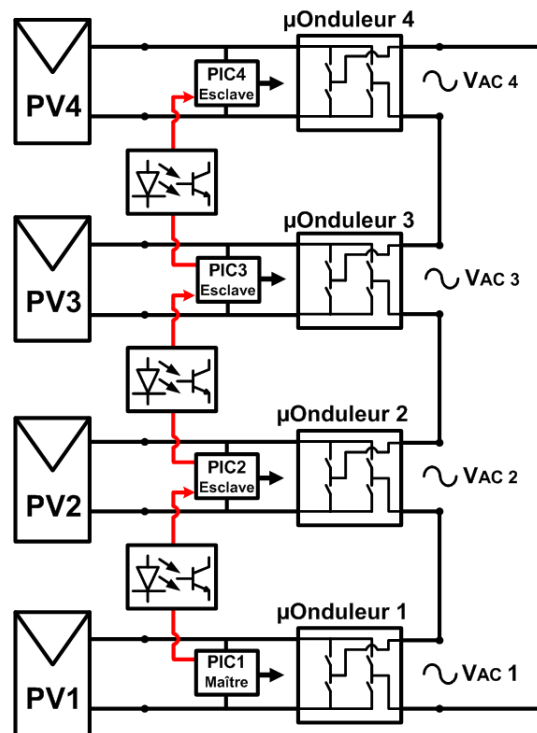 µOnduleur 4
PV4
PIC4
Esclave
VAC 4
µOnduleur 3
PV3
PIC3
Esclave
VAC 3
µOnduleur 2
PV2
PIC2
Esclave
VAC 2
µOnduleur 1
PV1
PIC1
Maître
VAC 1